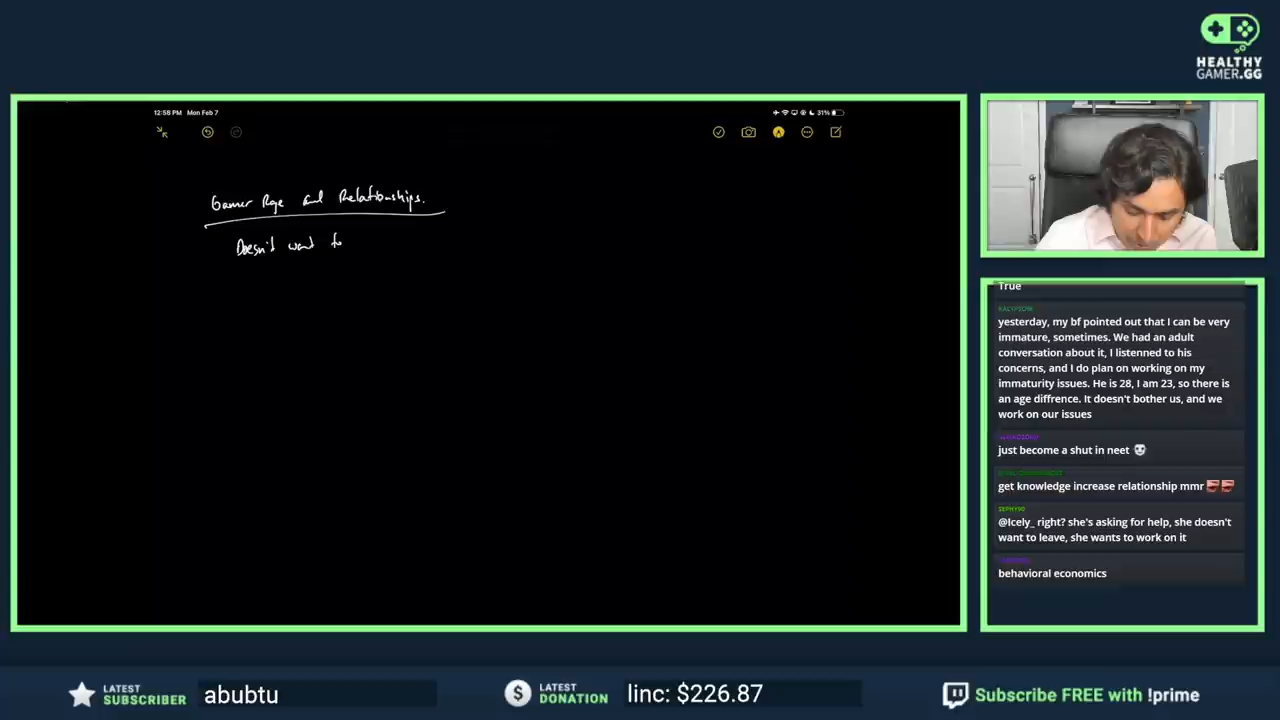 HEALTHY
GAMER.GG
12:58 PM Mon Feb 7
31%
Gamer Rage and Relationships.
Doesn't want to
True
yesterday, my bf pointed out that I can be very
immature, sometimes. We had an adult
conversation about it, I listenned to his
concerns, and I do plan on working on my
immaturity issues. He is 28, I am 23, so there is
an age diffrence. It doesn't bother us, and we
work on our issues
just become a shut in neet
get knowledge increase relationship mmr
SEPHY90
@Icely_ right? she's asking for help, she doesn't
want to leave, she wants to work on it
behavioral economics
LATEST
SUBSCRIBER
abubtu
LATEST
DONATION
linc: $226.87
Subscribe FREE with !prime